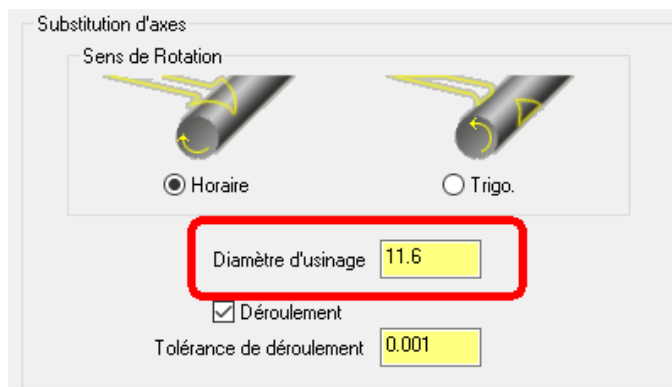 Substitution d'axes
Sens de Rotation
Horaire
Trigo.
Diamètre d'usinage 11.6
Déroulement
Tolérance de déroulement 0.001